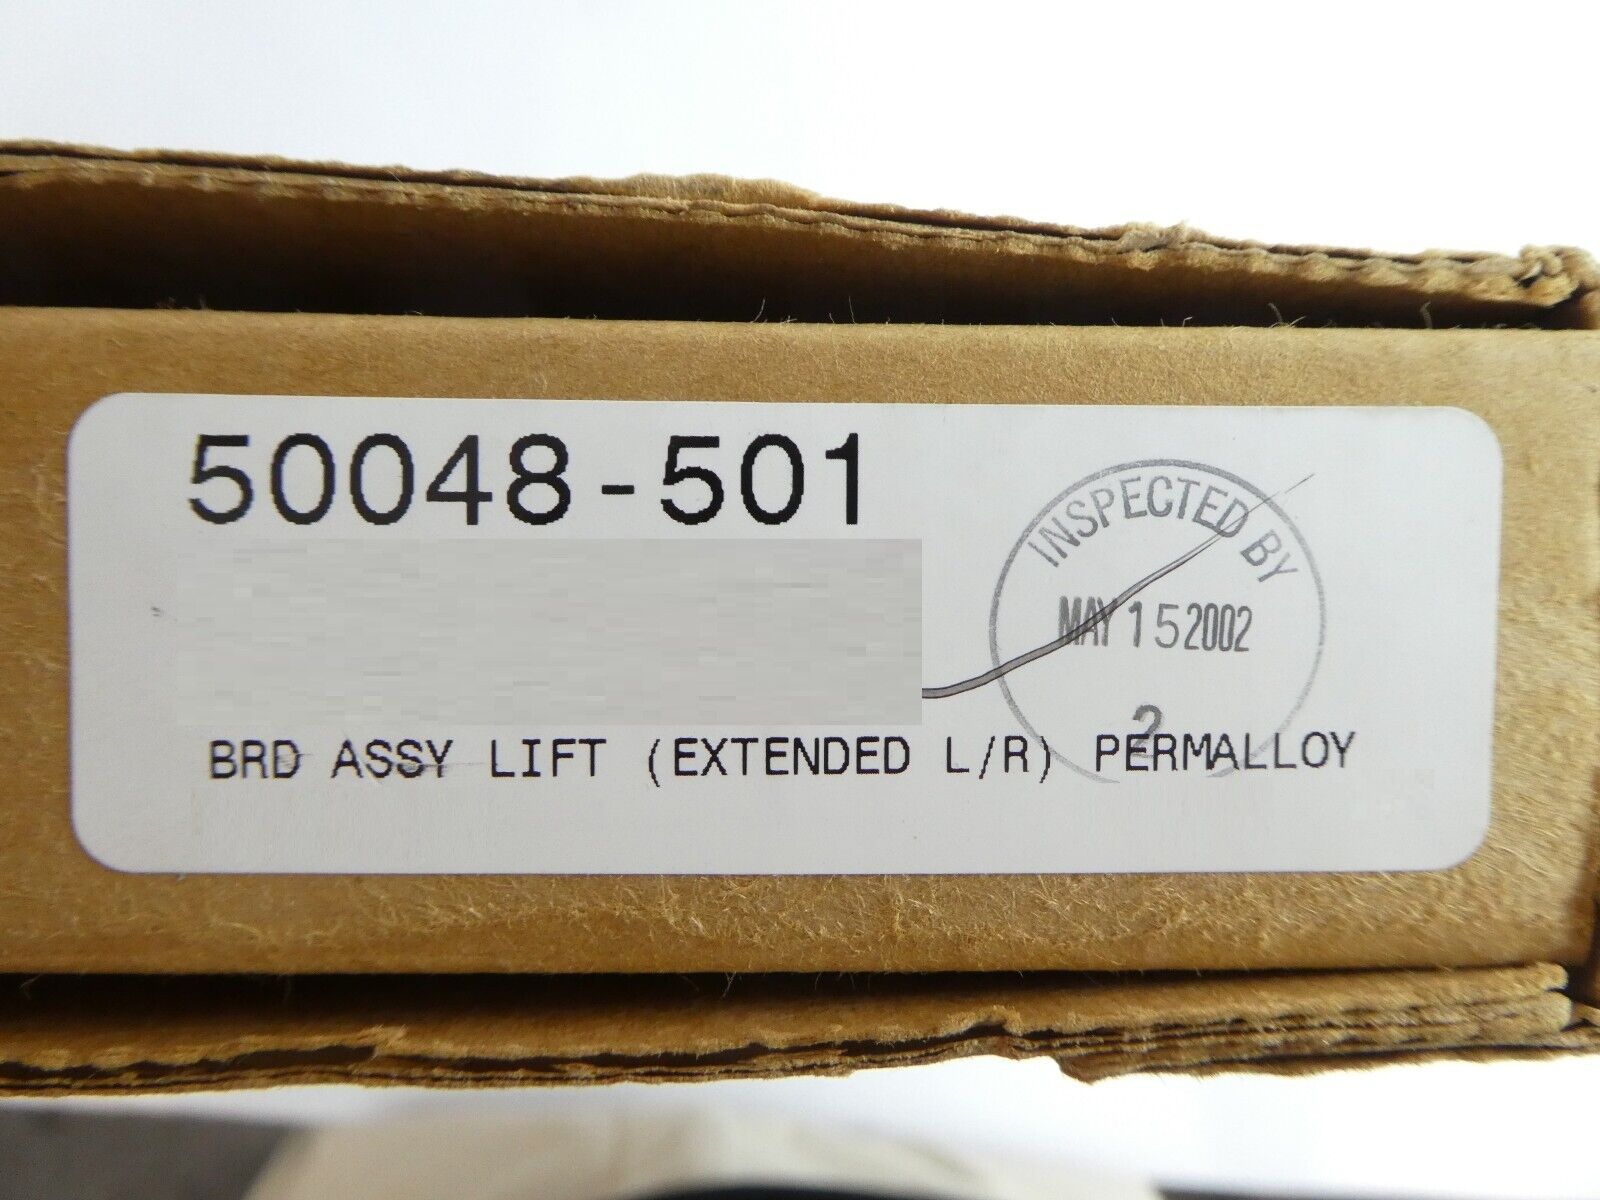 50048-501
INSPECTED BY
MAY 15 2002
2
BRD ASSY LIFT (EXTENDED L/R) PERMALLOY